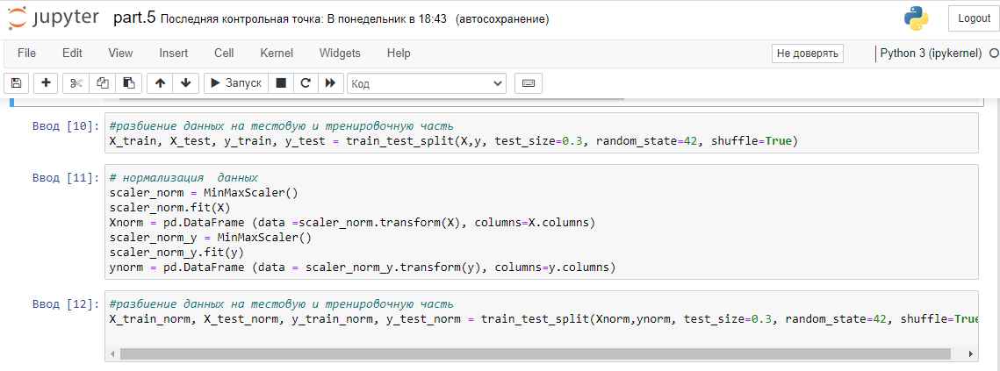 jupyter part.5 Последняя контрольная точка: В понедельник в 18:43 (автосохранение)
Logout
File Edit View Insert Cell Kernel Widgets Help
Не доверять
Python 3 (ipykernel)
Запуск
Код
Ввод [10]:
#разбиение данных на тестовую и тренировочную часть
X_train, X_test, y_train, y_test = train_test_split(X,y, test_size=0.3, random_state=42, shuffle=True)
Ввод [11]:
# нормализация  данных
scaler_norm = MinMaxScaler()
scaler_norm.fit(X)
Xnorm = pd.DataFrame (data =scaler_norm.transform(X), columns=X.columns)
scaler_norm_y = MinMaxScaler()
scaler_norm_y.fit(y)
ynorm = pd.DataFrame (data = scaler_norm_y.transform(y), columns=y.columns)
Ввод [12]:
#разбиение данных на тестовую и тренировочную часть
X_train_norm, X_test_norm, y_train_norm, y_test_norm = train_test_split(Xnorm,ynorm, test_size=0.3, random_state=42, shuffle=True